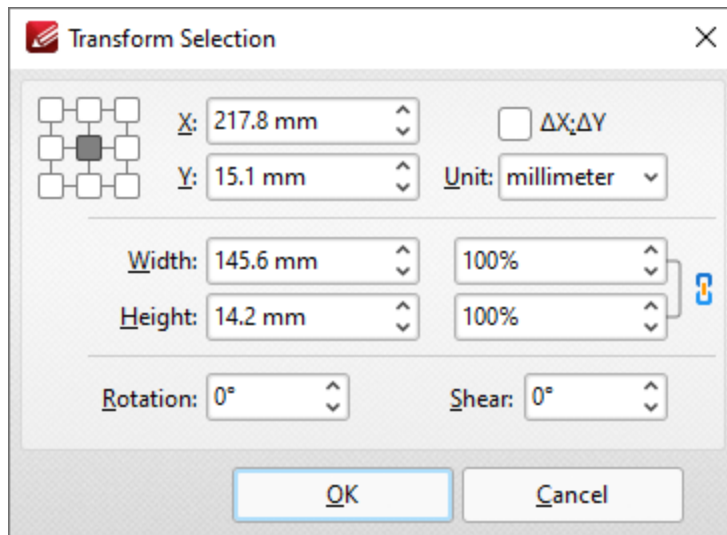 Transform Selection
X: 217.8 mm ΔX;ΔY
Y: 15.1 mm Unit: millimeter
Width: 145.6 mm 100%
Height: 14.2 mm 100%
Rotation: 0° Shear: 0°
OK Cancel